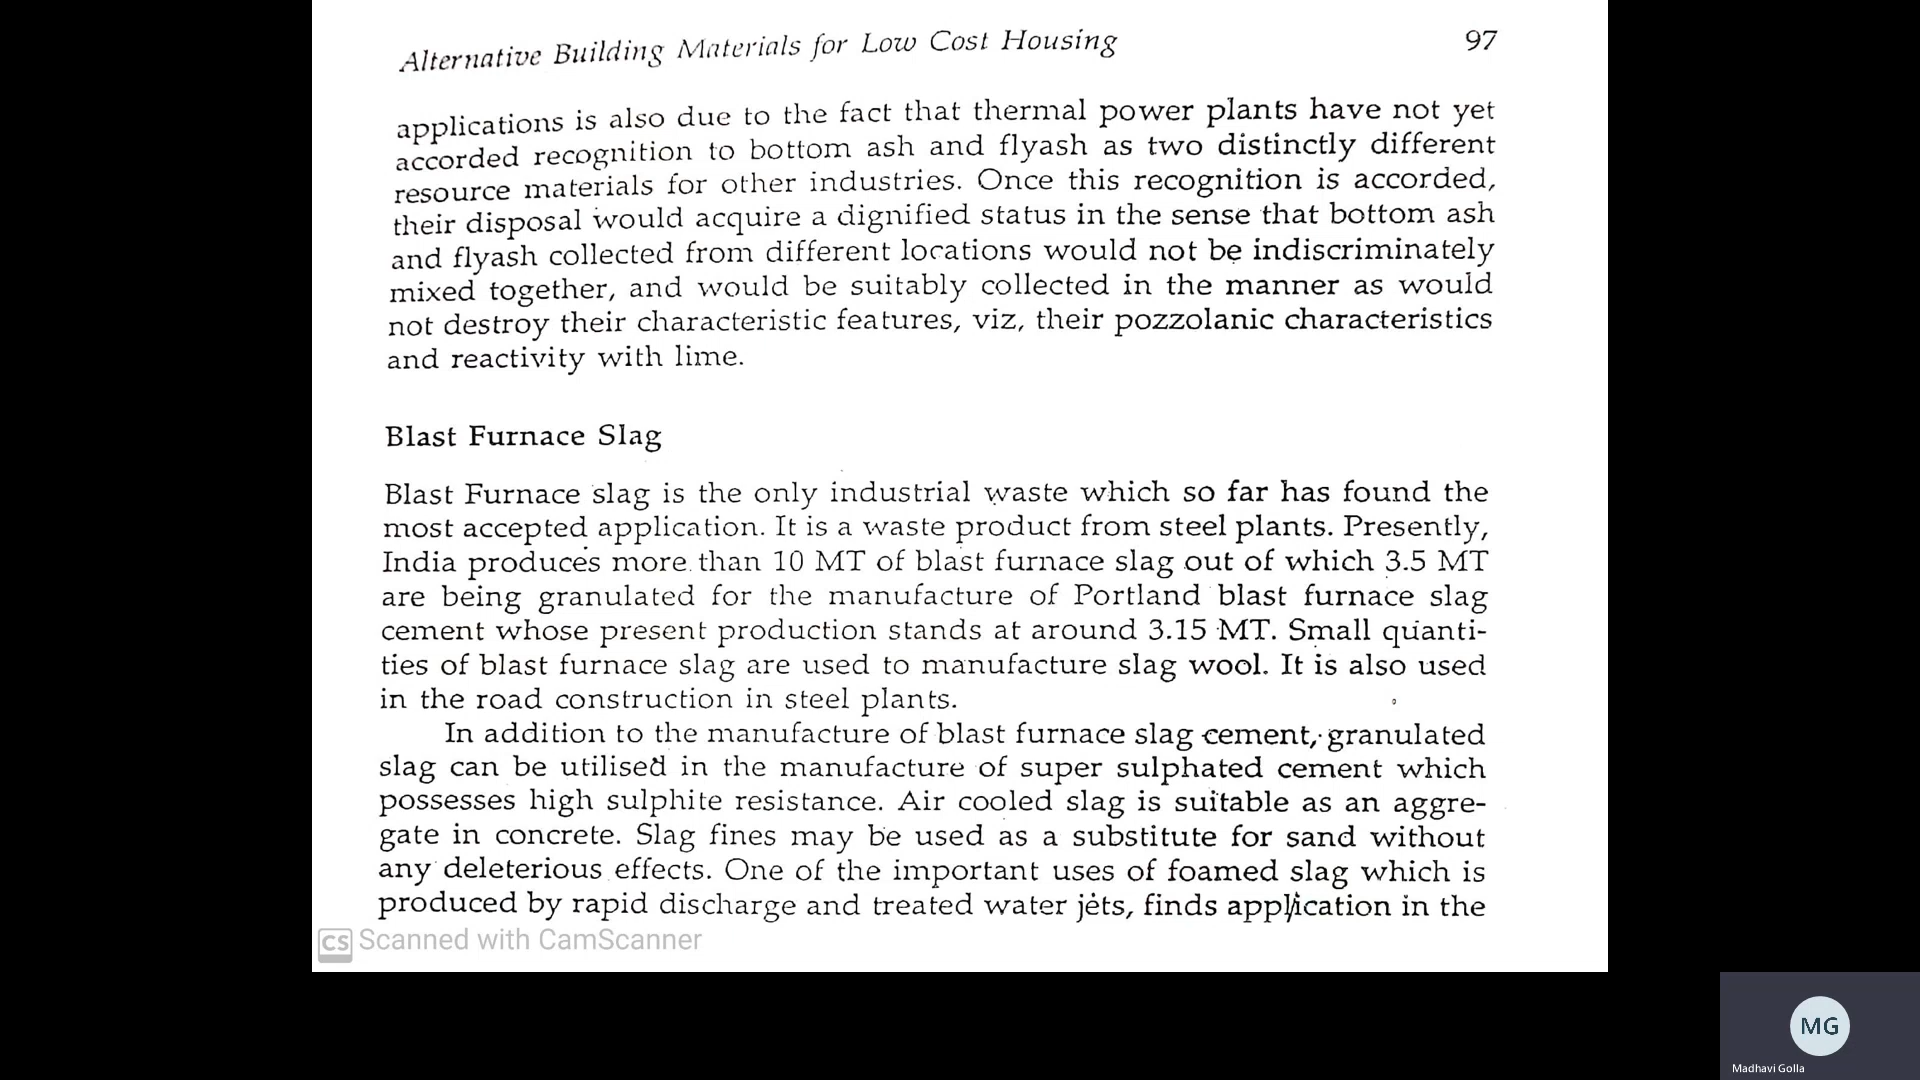 Alternative Building Materials for Low Cost Housing 97
applications is also due to the fact that thermal power plants have not yet
accorded recognition to bottom ash and flyash as two distinctly different
resource materials for other industries. Once this recognition is accorded,
their disposal would acquire a dignified status in the sense that bottom ash
and flyash collected from different locations would not be indiscriminately
mixed together, and would be suitably collected in the manner as would
not destroy their characteristic features, viz, their pozzolanic characteristics
and reactivity with lime.
Blast Furnace Slag
Blast Furnace slag is the only industrial waste which so far has found the
most accepted application. It is a waste product from steel plants. Presently,
India produces more than 10 MT of blast furnace slag out of which 3.5 MT
are being granulated for the manufacture of Portland blast furnace slag
cement whose present production stands at around 3.15 MT. Small quanti-
ties of blast furnace slag are used to manufacture slag wool. It is also used
in the road construction in steel plants.
In addition to the manufacture of blast furnace slag cement, granulated
slag can be utilised in the manufacture of super sulphated cement which
possesses high sulphite resistance. Air cooled slag is suitable as an aggre-
gate in concrete. Slag fines may be used as a substitute for sand without
any deleterious effects. One of the important uses of foamed slag which is
produced by rapid discharge and treated water jets, finds application in the
CS Scanned with CamScanner
MG
Madhavi Golla